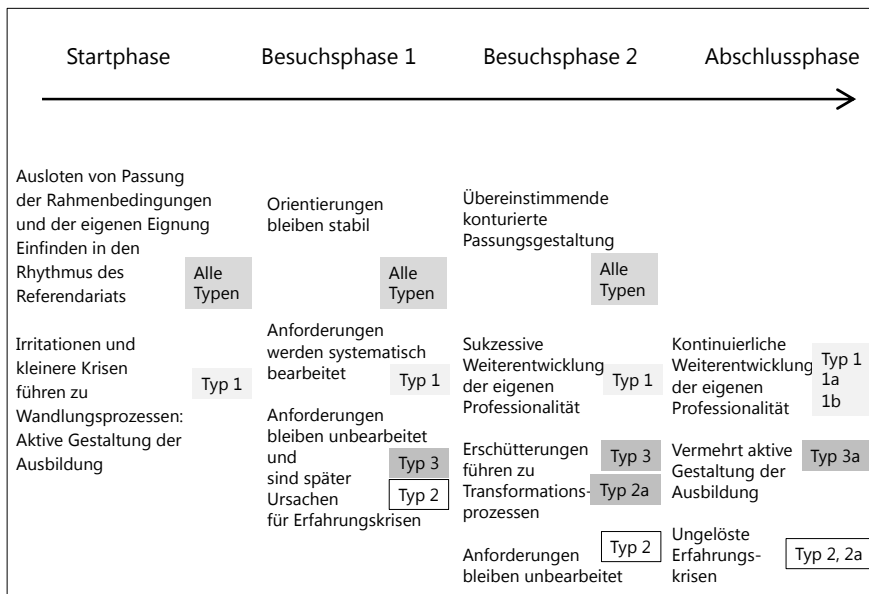 Startphase
Besuchsphase 1
Besuchsphase 2
Abschlussphase
Ausloten von Passung
der Rahmenbedingungen
und der eigenen Eignung
Einfinden in den
Rhythmus des
Referendariats
Alle
Typen
Irritationen und
kleinere Krisen
führen zu
Wandlungsprozessen:
Aktive Gestaltung der
Ausbildung
Typ 1
Orientierungen
bleiben stabil
Alle
Typen
Anforderungen
werden systematisch
bearbeitet
Typ 1
Anforderungen
bleiben unbearbeitet
und
sind später
Ursachen
für Erfahrungskrisen
Typ 3
Typ 2
Übereinstimmende
konturierte
Passungsgestaltung
Alle
Typen
Sukzessive
Weiterentwicklung
der eigenen
Professionalität
Typ 1
Erschütterungen
führen zu
Transformations-
prozessen
Typ 3
Typ 2a
Anforderungen
bleiben unbearbeitet
Typ 2
Kontinuierliche
Weiterentwicklung
der eigenen
Professionalität
Typ 1
1a
1b
Vermehrt aktive
Gestaltung der
Ausbildung
Typ 3a
Ungelöste
Erfahrungs-
krisen
Typ 2, 2a